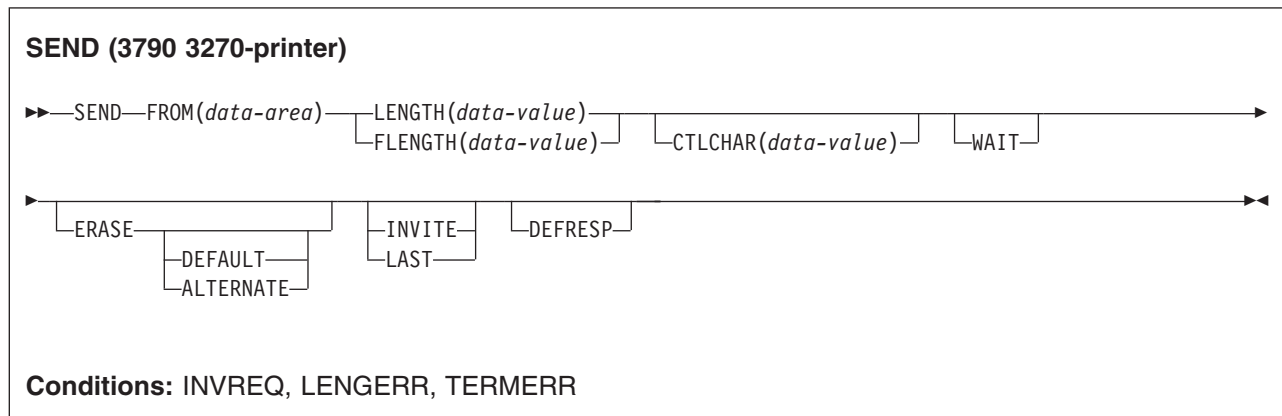 SEND (3790 3270-printer)
SEND FROM(data-area) LENGTH(data-value)
FLENGTH(data-value) CTLCHAR(data-value) WAIT
ERASE INVITE DEFRESP
DEFAULT LAST
ALTERNATE
Conditions: INVREQ, LENGERR, TERMERR